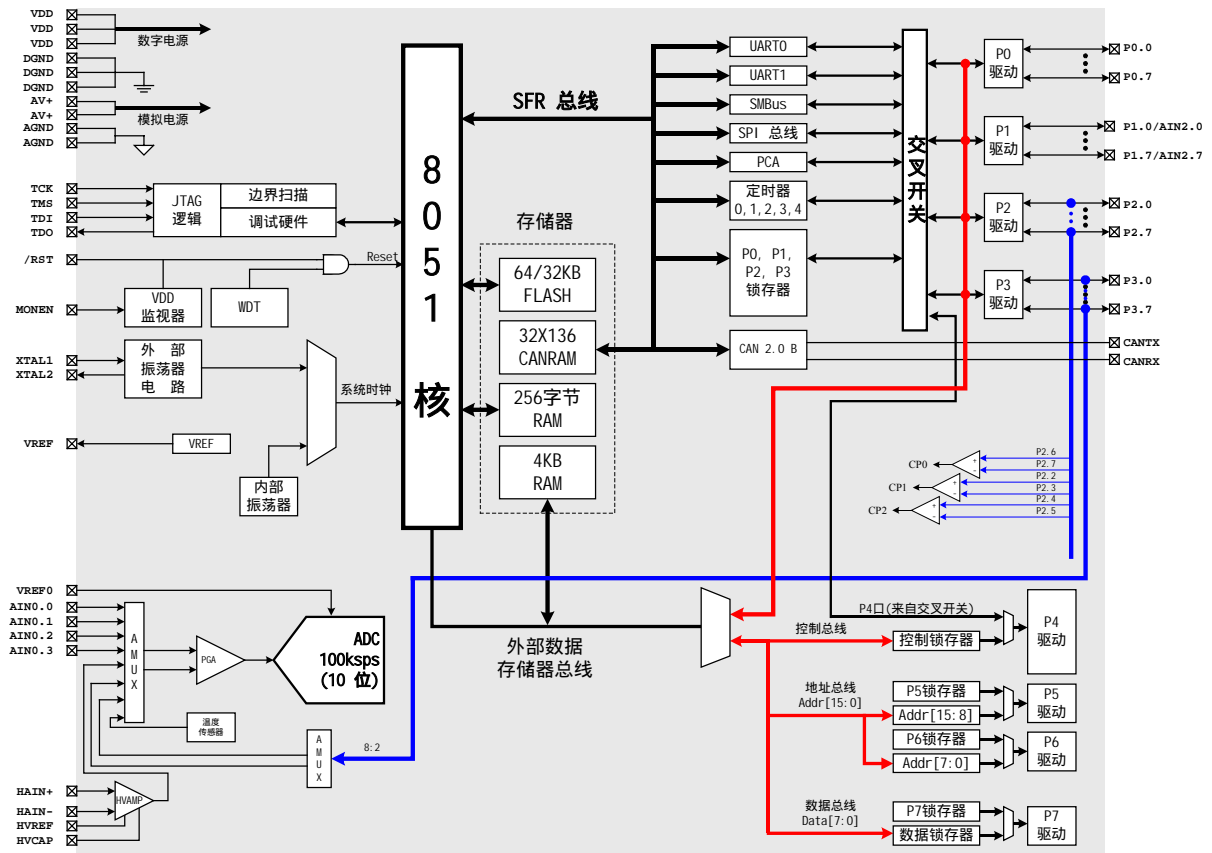 VDD
VDD
VDD
DGND
DGND
DGND
AV+
AV+
AGND
AGND
数字电源
模拟电源
TCK
TMS
TDI
TDO
JTAG
逻辑
边界扫描
调试硬件
/RST
Reset
MONEN
VDD
监视器
WDT
XTAL1
XTAL2
外 部
振荡器
电 路
系统时钟
VREF
VREF
内部
振荡器
8
0
5
1
核
SFR 总线
存储器
64/32KB
FLASH
32X136
CANRAM
256字节
RAM
4KB
RAM
UART0
UART1
SMBus
SPI 总线
PCA
定时器
0,1,2,3,4
P0, P1,
P2, P3
锁存器
CAN 2.0 B
交
叉
开
关
P0
驱动
P1
驱动
P2
驱动
P3
驱动
P0.0
P0.7
P1.0/AIN2.0
P1.7/AIN2.7
P2.0
P2.7
P3.0
P3.7
CANTX
CANRX
CP0
+
-
P2.6
P2.7
CP1
+
-
P2.2
P2.3
CP2
+
-
P2.4
P2.5
VREF0
AIN0.0
AIN0.1
AIN0.2
AIN0.3
A
M
U
X
PGA
ADC
100ksps
(10 位)
温度
传感器
A
M
U
X
8:2
HAIN+
HAIN-
HVREF
HVCAP
HVAMP
外部数据
存储器总线
P4口(来自交叉开关)
控制总线
控制锁存器
P4
驱动
地址总线
Addr[15:0]
P5锁存器
Addr[15:8]
P5
驱动
P6锁存器
Addr[7:0]
P6
驱动
数据总线
Data[7:0]
P7锁存器
数据锁存器
P7
驱动